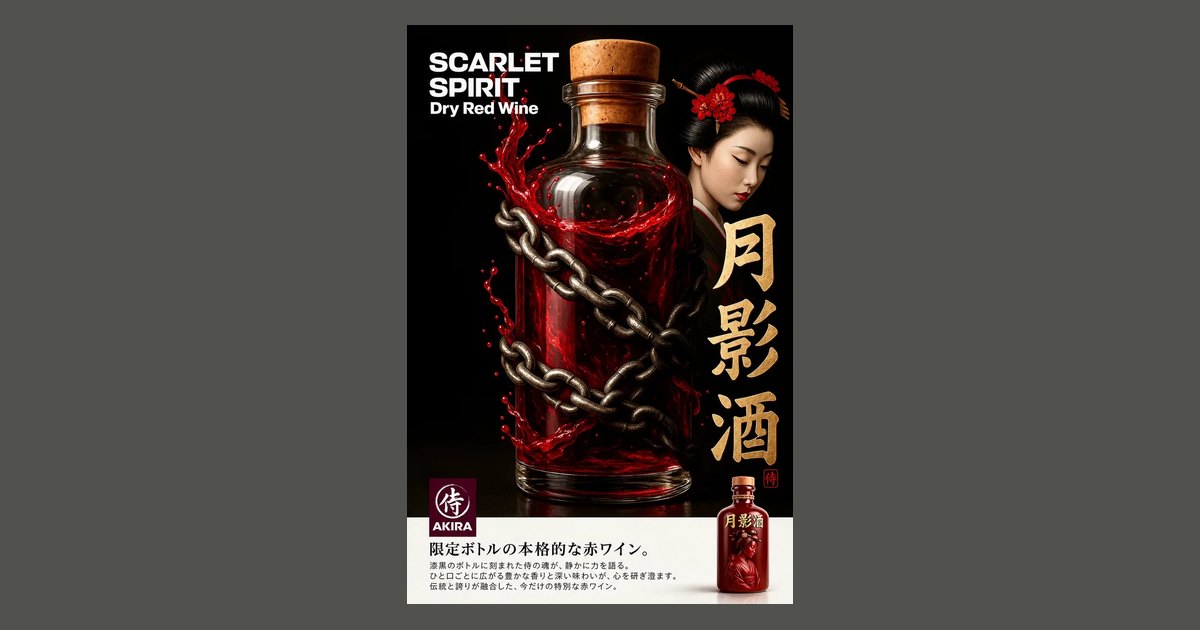 SCARLET
SPIRIT
Dry Red Wine
月影酒
侍
侍
AKIRA
限定ボトルの本格的な赤ワイン。
漆黒のボトルに刻まれた侍の魂が、静かに力を語る。
ひと口ごとに広がる豊かな香りと深い味わいが、心を研ぎ澄ます。
伝統と誇りが融合した、今だけの特別な赤ワイン。
月影酒